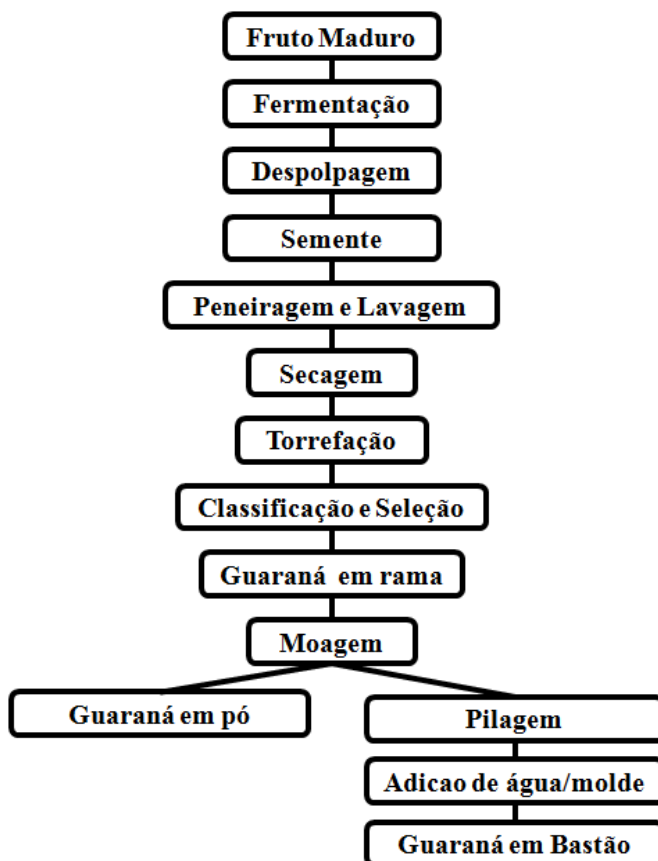 Fruto Maduro
Fermentação
Despolpagem
Semente
Peneiragem e Lavagem
Secagem
Torrefação
Classificação e Seleção
Guaraná em rama
Moagem
Guaraná em pó
Pilagem
Adicao de água/molde
Guaraná em Bastão